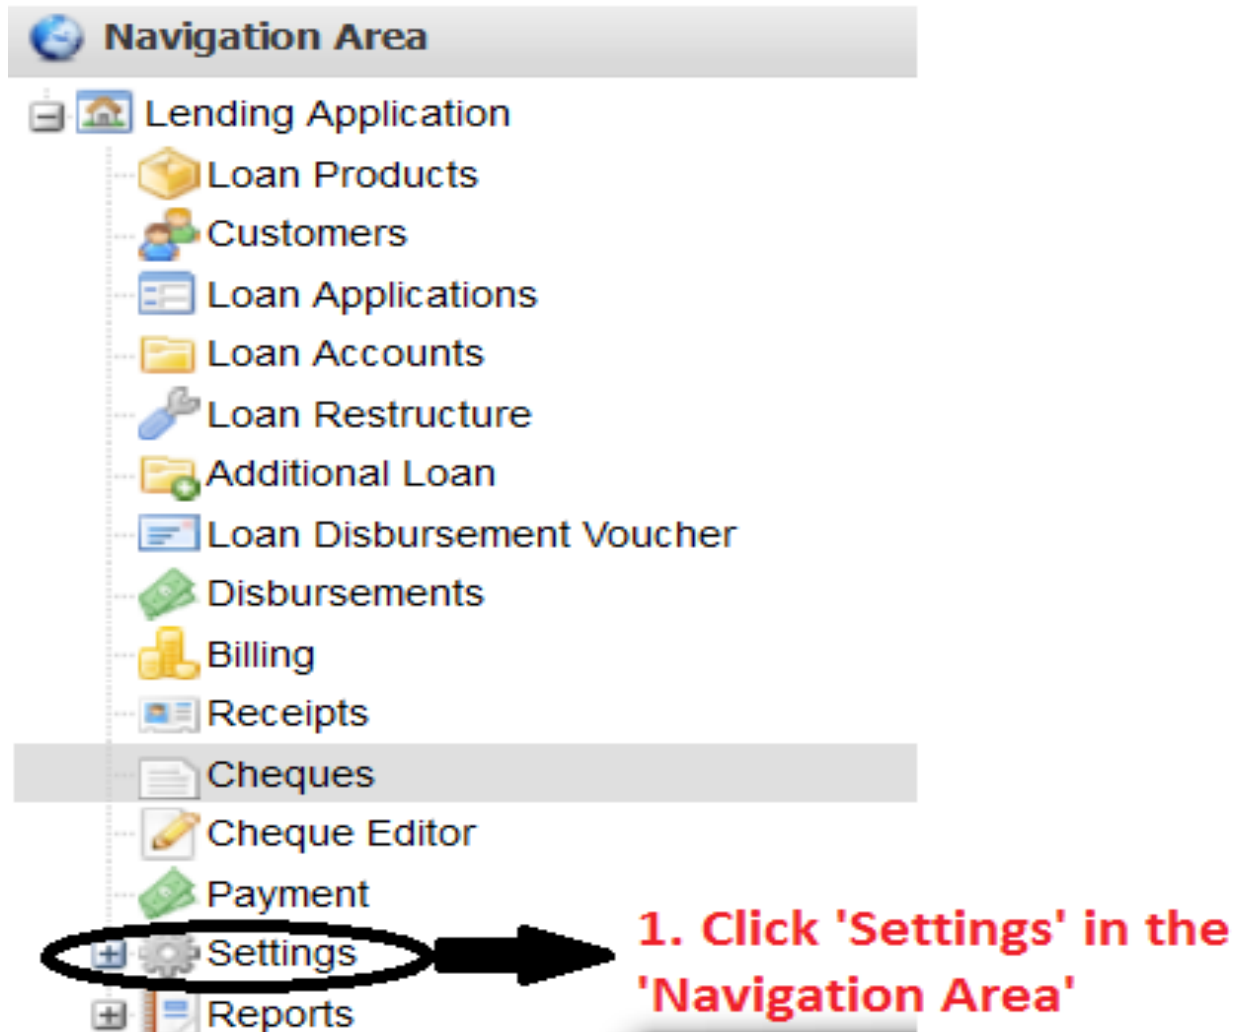 Navigation Area
Lending Application
Loan Products
Customers
Loan Applications
Loan Accounts
Loan Restructure
Additional Loan
Loan Disbursement Voucher
Disbursements
Billing
Receipts
Cheques
Cheque Editor
Payment
Settings
Reports
1. Click 'Settings' in the
'Navigation Area'